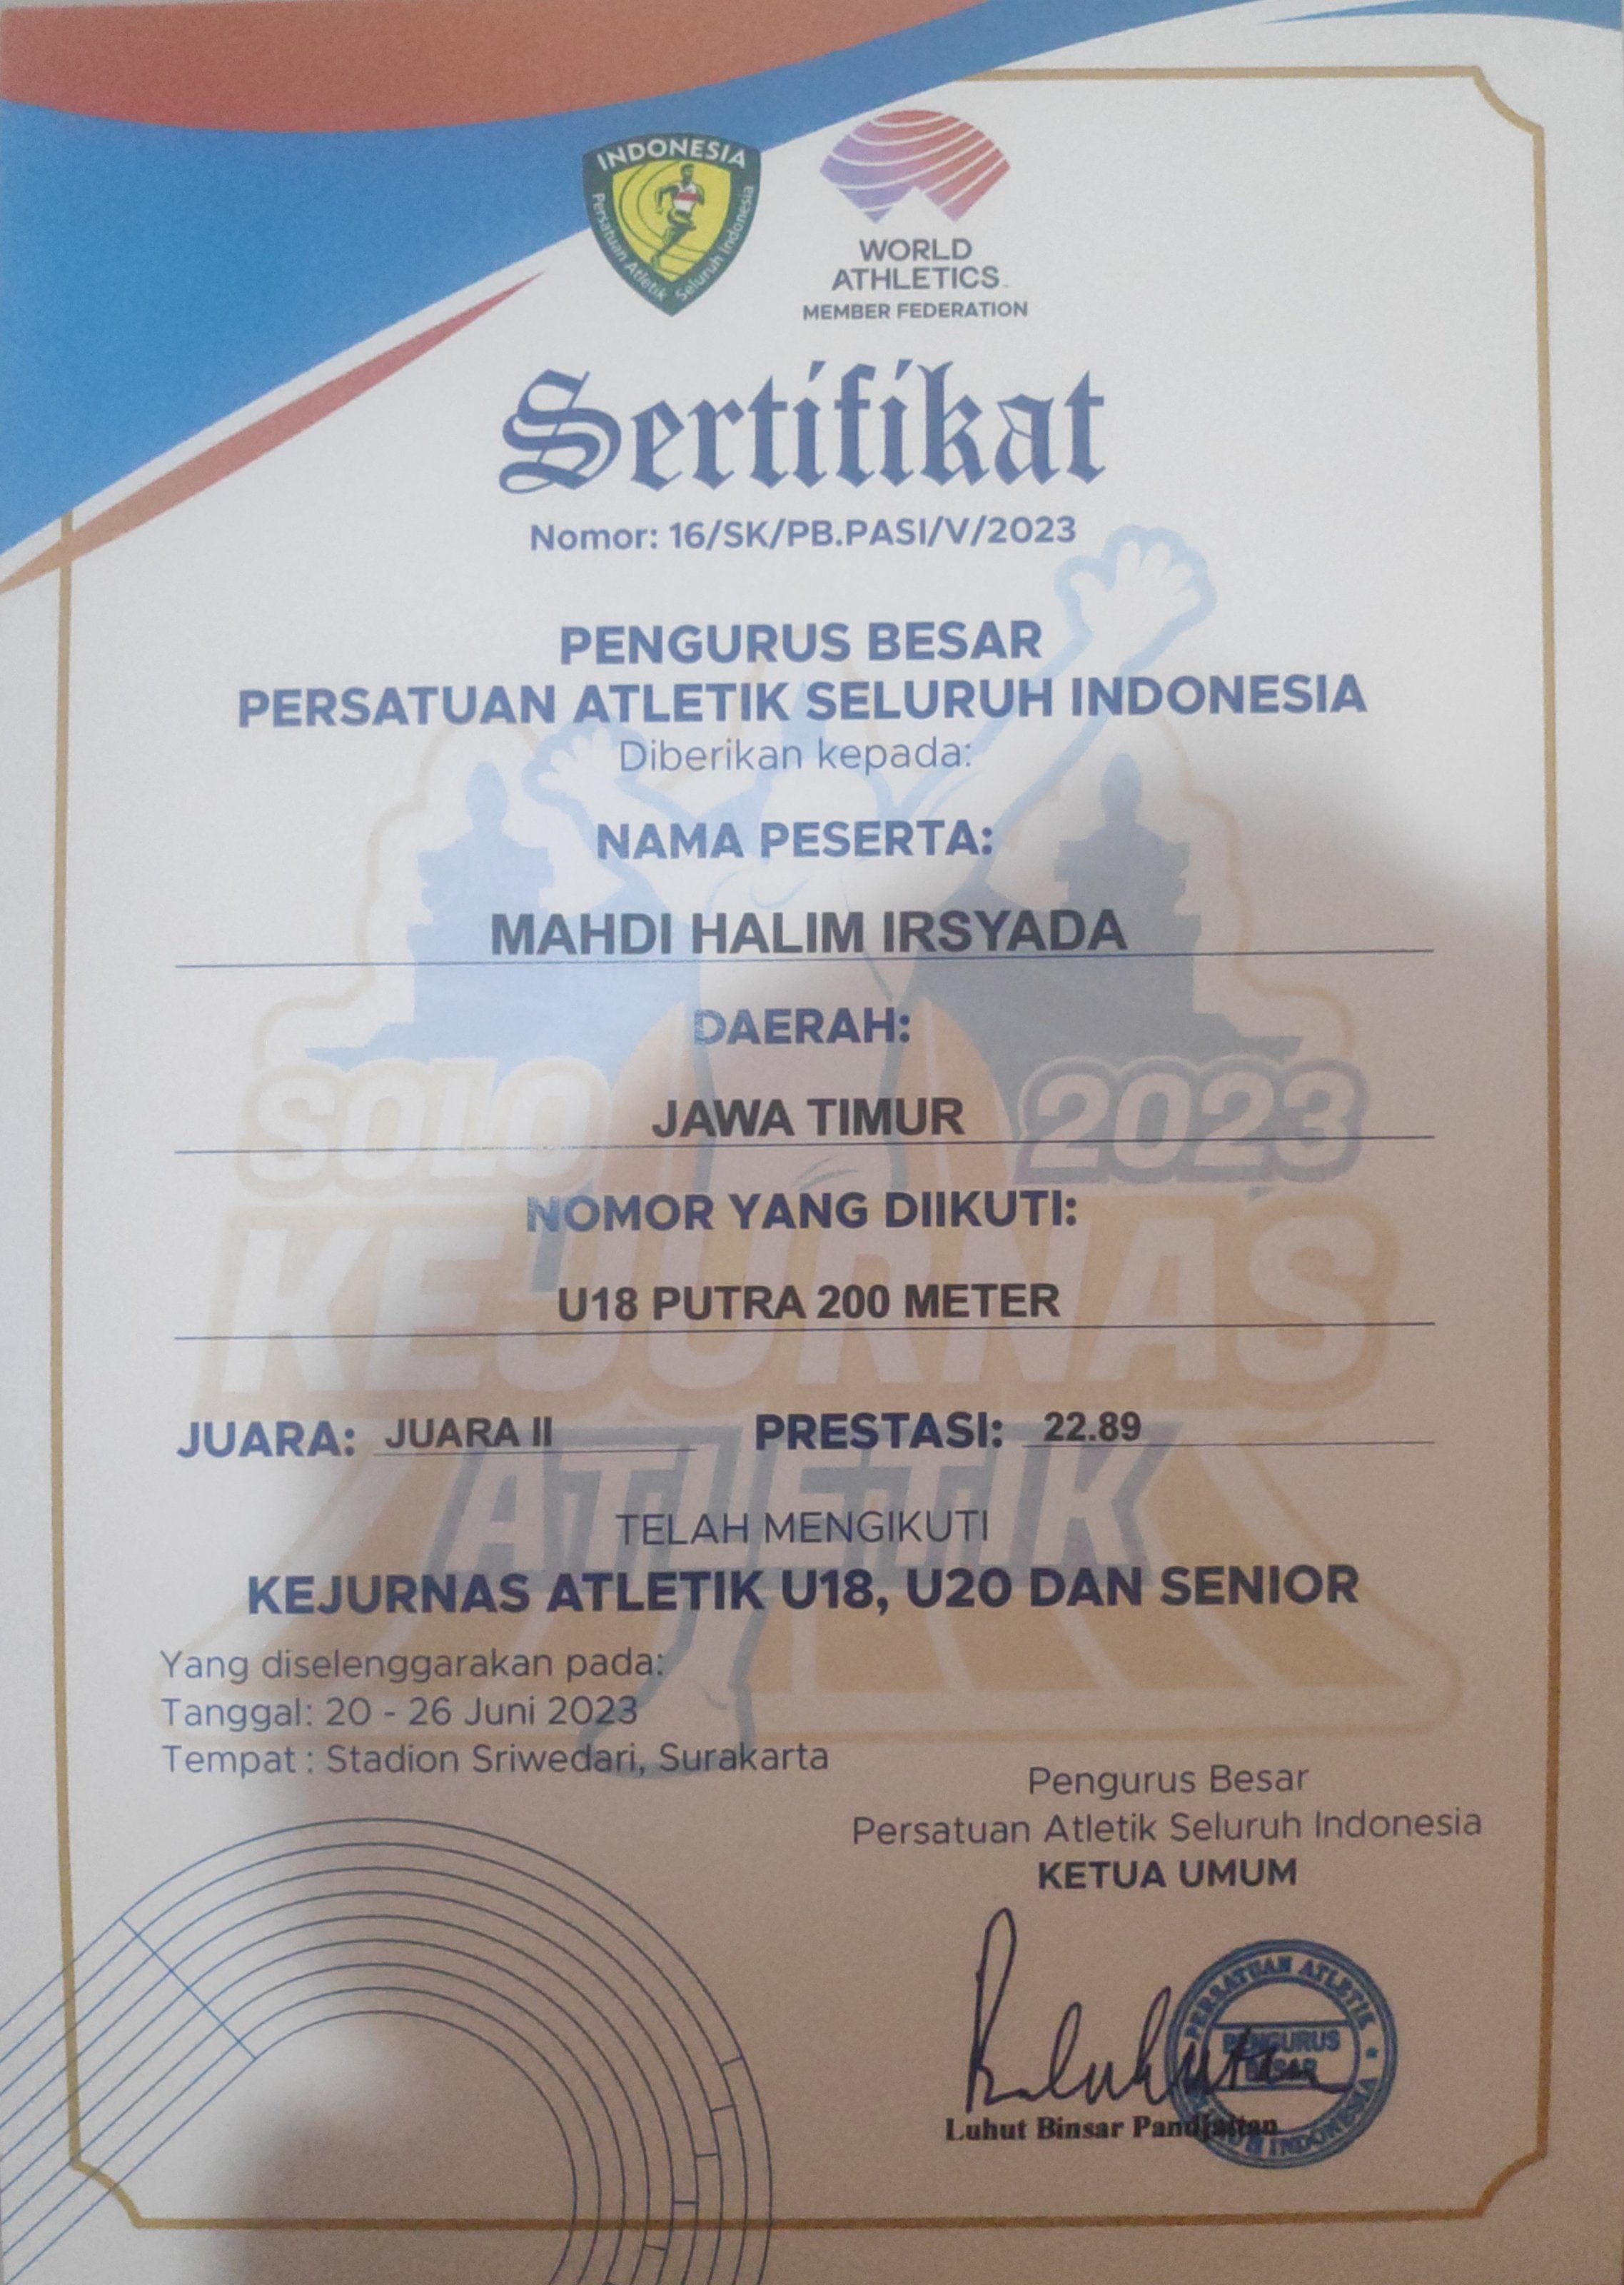 INDONESIA
Persatuan Atletik Seluruh Indonesia
WORLD
ATHLETICS
MEMBER FEDERATION
Sertifikat
Nomor: 16/SK/PB.PASI/V/2023
PENGURUS BESAR
PERSATUAN ATLETIK SELURUH INDONESIA
Diberikan kepada:
NAMA PESERTA:
MAHDI HALIM IRSYADA
DAERAH:
JAWA TIMUR
SOLO 2023
NOMOR YANG DIIKUTI:
KEJURNAS
U18 PUTRA 200 METER
JUARA: JUARA II PRESTASI: 22.89
ATLETIK
TELAH MENGIKUTI
KEJURNAS ATLETIK U18, U20 DAN SENIOR
Yang diselenggarakan pada:
Tanggal: 20 - 26 Juni 2023
Tempat : Stadion Sriwedari, Surakarta
Pengurus Besar
Persatuan Atletik Seluruh Indonesia
KETUA UMUM
PERSATUAN ATLETIK
PENGURUS
BESAR
INDONESIA
Luhut Binsar Pandjaitan